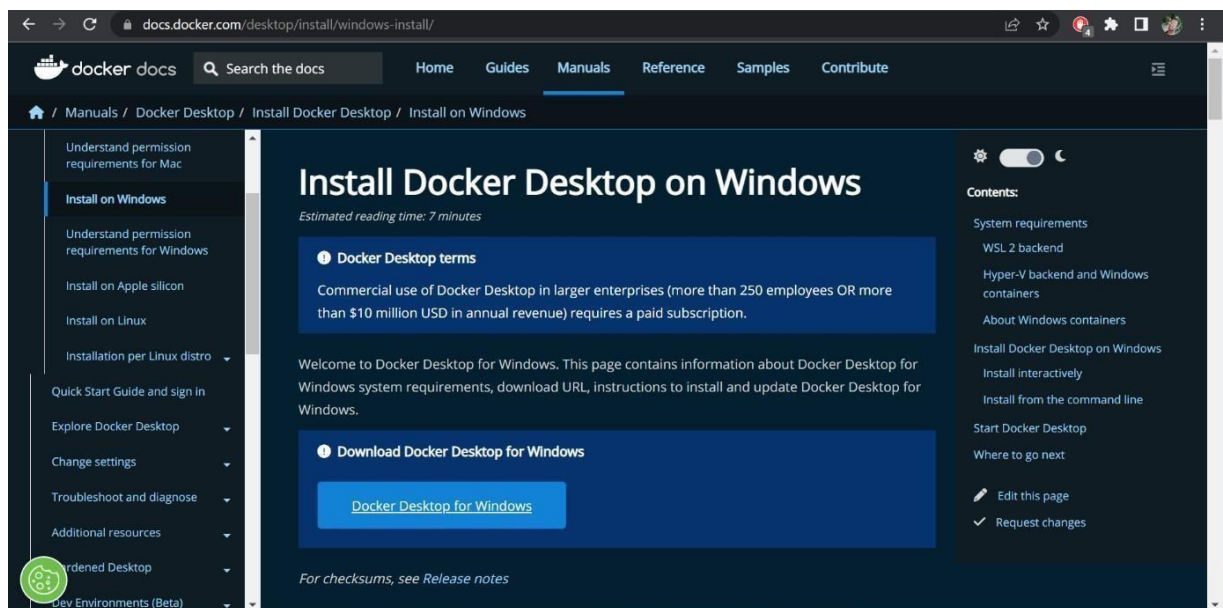 docs.docker.com/desktop/install/windows-install/
4
docker docs
Search the docs
Home
Guides
Manuals
Reference
Samples
Contribute
/ Manuals / Docker Desktop / Install Docker Desktop / Install on Windows
Understand permission
requirements for Mac
Install on Windows
Understand permission
requirements for Windows
Install on Apple silicon
Install on Linux
Installation per Linux distro
Quick Start Guide and sign in
Explore Docker Desktop
Change settings
Troubleshoot and diagnose
Additional resources
rdened Desktop
Dev Environments (Beta)
Install Docker Desktop on Windows
Estimated reading time: 7 minutes
Docker Desktop terms
Commercial use of Docker Desktop in larger enterprises (more than 250 employees OR more
than $10 million USD in annual revenue) requires a paid subscription.
Welcome to Docker Desktop for Windows. This page contains information about Docker Desktop for
Windows system requirements, download URL, instructions to install and update Docker Desktop for
Windows.
Download Docker Desktop for Windows
Docker Desktop for Windows
For checksums, see Release notes
Contents:
System requirements
WSL 2 backend
Hyper-V backend and Windows
containers
About Windows containers
Install Docker Desktop on Windows
Install interactively
Install from the command line
Start Docker Desktop
Where to go next
Edit this page
Request changes